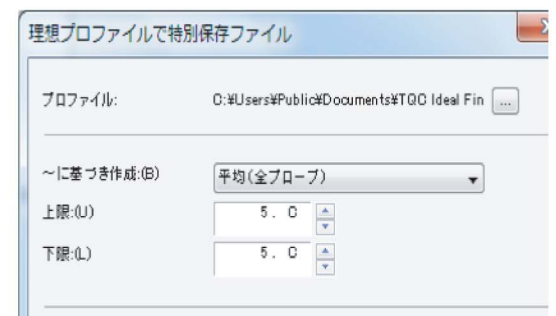 理想プロファイルで特別保存ファイル
プロファイル: C:¥Users¥Public¥Documents¥TQC Ideal Fin ...
～に基づき作成:(B) 平均(全プローブ)
上限:(U) 5. C
下限:(L) 5. C